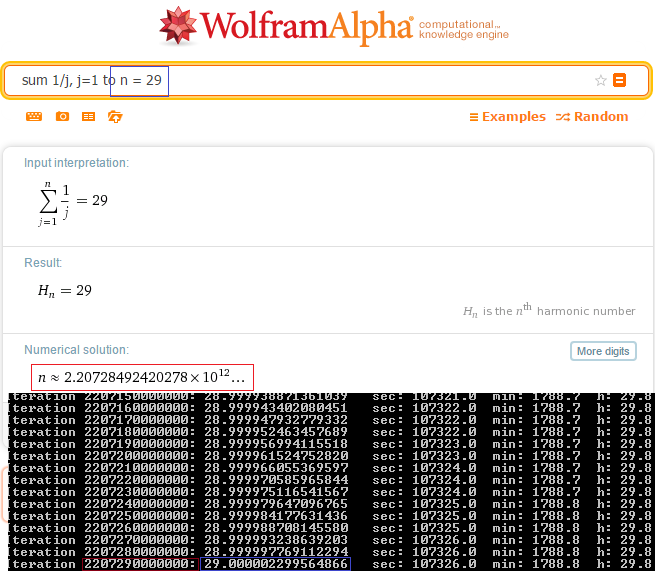 WolframAlpha computational... knowledge engine
sum 1/j, j=1 to n = 29
Examples Random
Input interpretation:
n
∑ 1/j = 29
j=1
Result:
Hn = 29
Hn is the nth harmonic number
Numerical solution:
More digits
n ≈ 2.20728492420278×10^12...
Iteration 2207150000000: 28.999938871361039 sec: 107321.0 min: 1788.7 h: 29.8
Iteration 2207160000000: 28.999943402080451 sec: 107322.0 min: 1788.7 h: 29.8
Iteration 2207170000000: 28.999947932779332 sec: 107322.0 min: 1788.7 h: 29.8
Iteration 2207180000000: 28.999952463457689 sec: 107323.0 min: 1788.7 h: 29.8
Iteration 2207190000000: 28.999956994115518 sec: 107323.0 min: 1788.7 h: 29.8
Iteration 2207200000000: 28.999961524752820 sec: 107324.0 min: 1788.7 h: 29.8
Iteration 2207210000000: 28.999966055369597 sec: 107324.0 min: 1788.7 h: 29.8
Iteration 2207220000000: 28.999970585965844 sec: 107324.0 min: 1788.7 h: 29.8
Iteration 2207230000000: 28.999975116541567 sec: 107324.0 min: 1788.7 h: 29.8
Iteration 2207240000000: 28.999979647096765 sec: 107325.0 min: 1788.8 h: 29.8
Iteration 2207250000000: 28.999984177631436 sec: 107325.0 min: 1788.8 h: 29.8
Iteration 2207260000000: 28.999988708145580 sec: 107325.0 min: 1788.8 h: 29.8
Iteration 2207270000000: 28.999993238639203 sec: 107326.0 min: 1788.8 h: 29.8
Iteration 2207280000000: 28.999997769112294 sec: 107326.0 min: 1788.8 h: 29.8
Iteration 2207290000000: 29.000002299564866 sec: 107326.0 min: 1788.8 h: 29.8